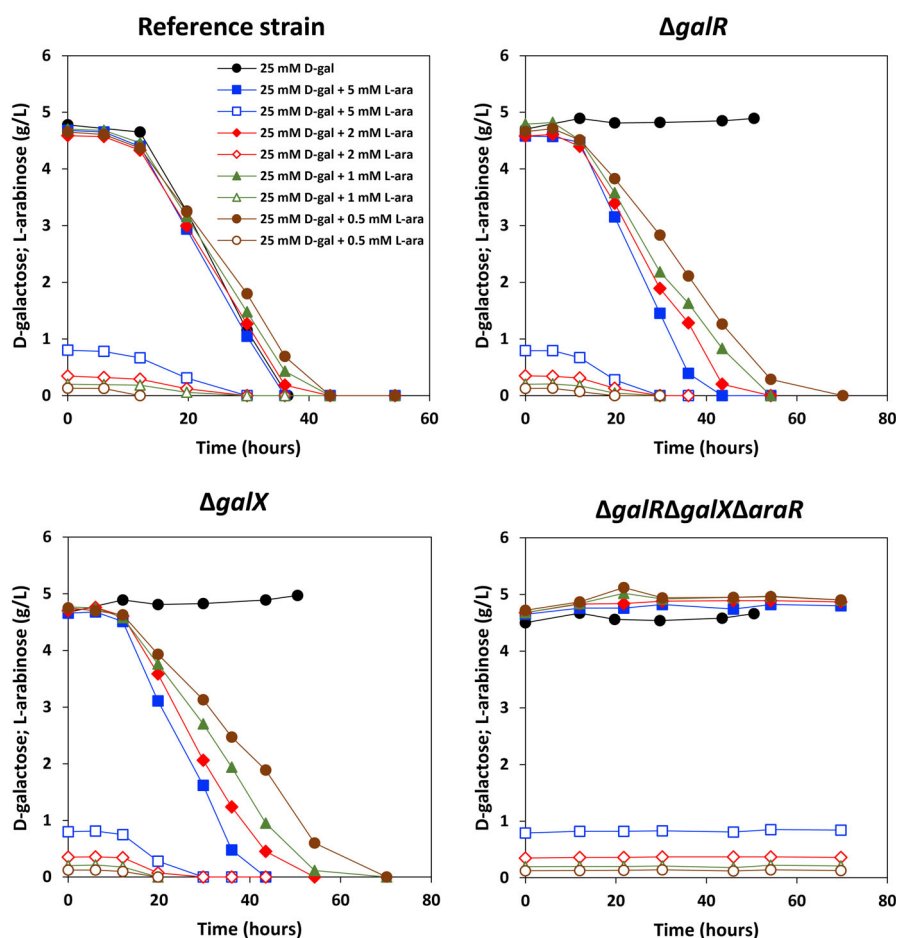 Reference strain
6
5
4
3
2
1
0
0 20 40 60
D-galactose; L-arabinose (g/L)
Time (hours)
25 mM D-gal
25 mM D-gal + 5 mM L-ara
25 mM D-gal + 5 mM L-ara
25 mM D-gal + 2 mM L-ara
25 mM D-gal + 2 mM L-ara
25 mM D-gal + 1 mM L-ara
25 mM D-gal + 1 mM L-ara
25 mM D-gal + 0.5 mM L-ara
25 mM D-gal + 0.5 mM L-ara
ΔgalR
6
5
4
3
2
1
0
0 20 40 60 80
D-galactose; L-arabinose (g/L)
Time (hours)
ΔgalX
6
5
4
3
2
1
0
0 20 40 60 80
D-galactose; L-arabinose (g/L)
Time (hours)
ΔgalRΔgalXΔaraR
6
5
4
3
2
1
0
0 20 40 60 80
D-galactose; L-arabinose (g/L)
Time (hours)